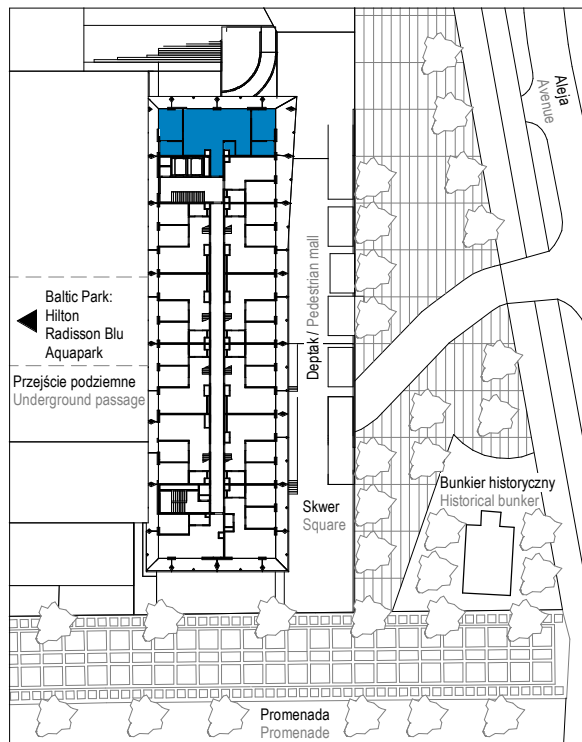 Aleja
Avenue
Deptak / Pedestrian mall
Baltic Park:
Hilton
Radisson Blu
Aquapark
Przejście podziemne
Underground passage
Bunkier historyczny
Historical bunker
Skwer
Square
Promenada
Promenade